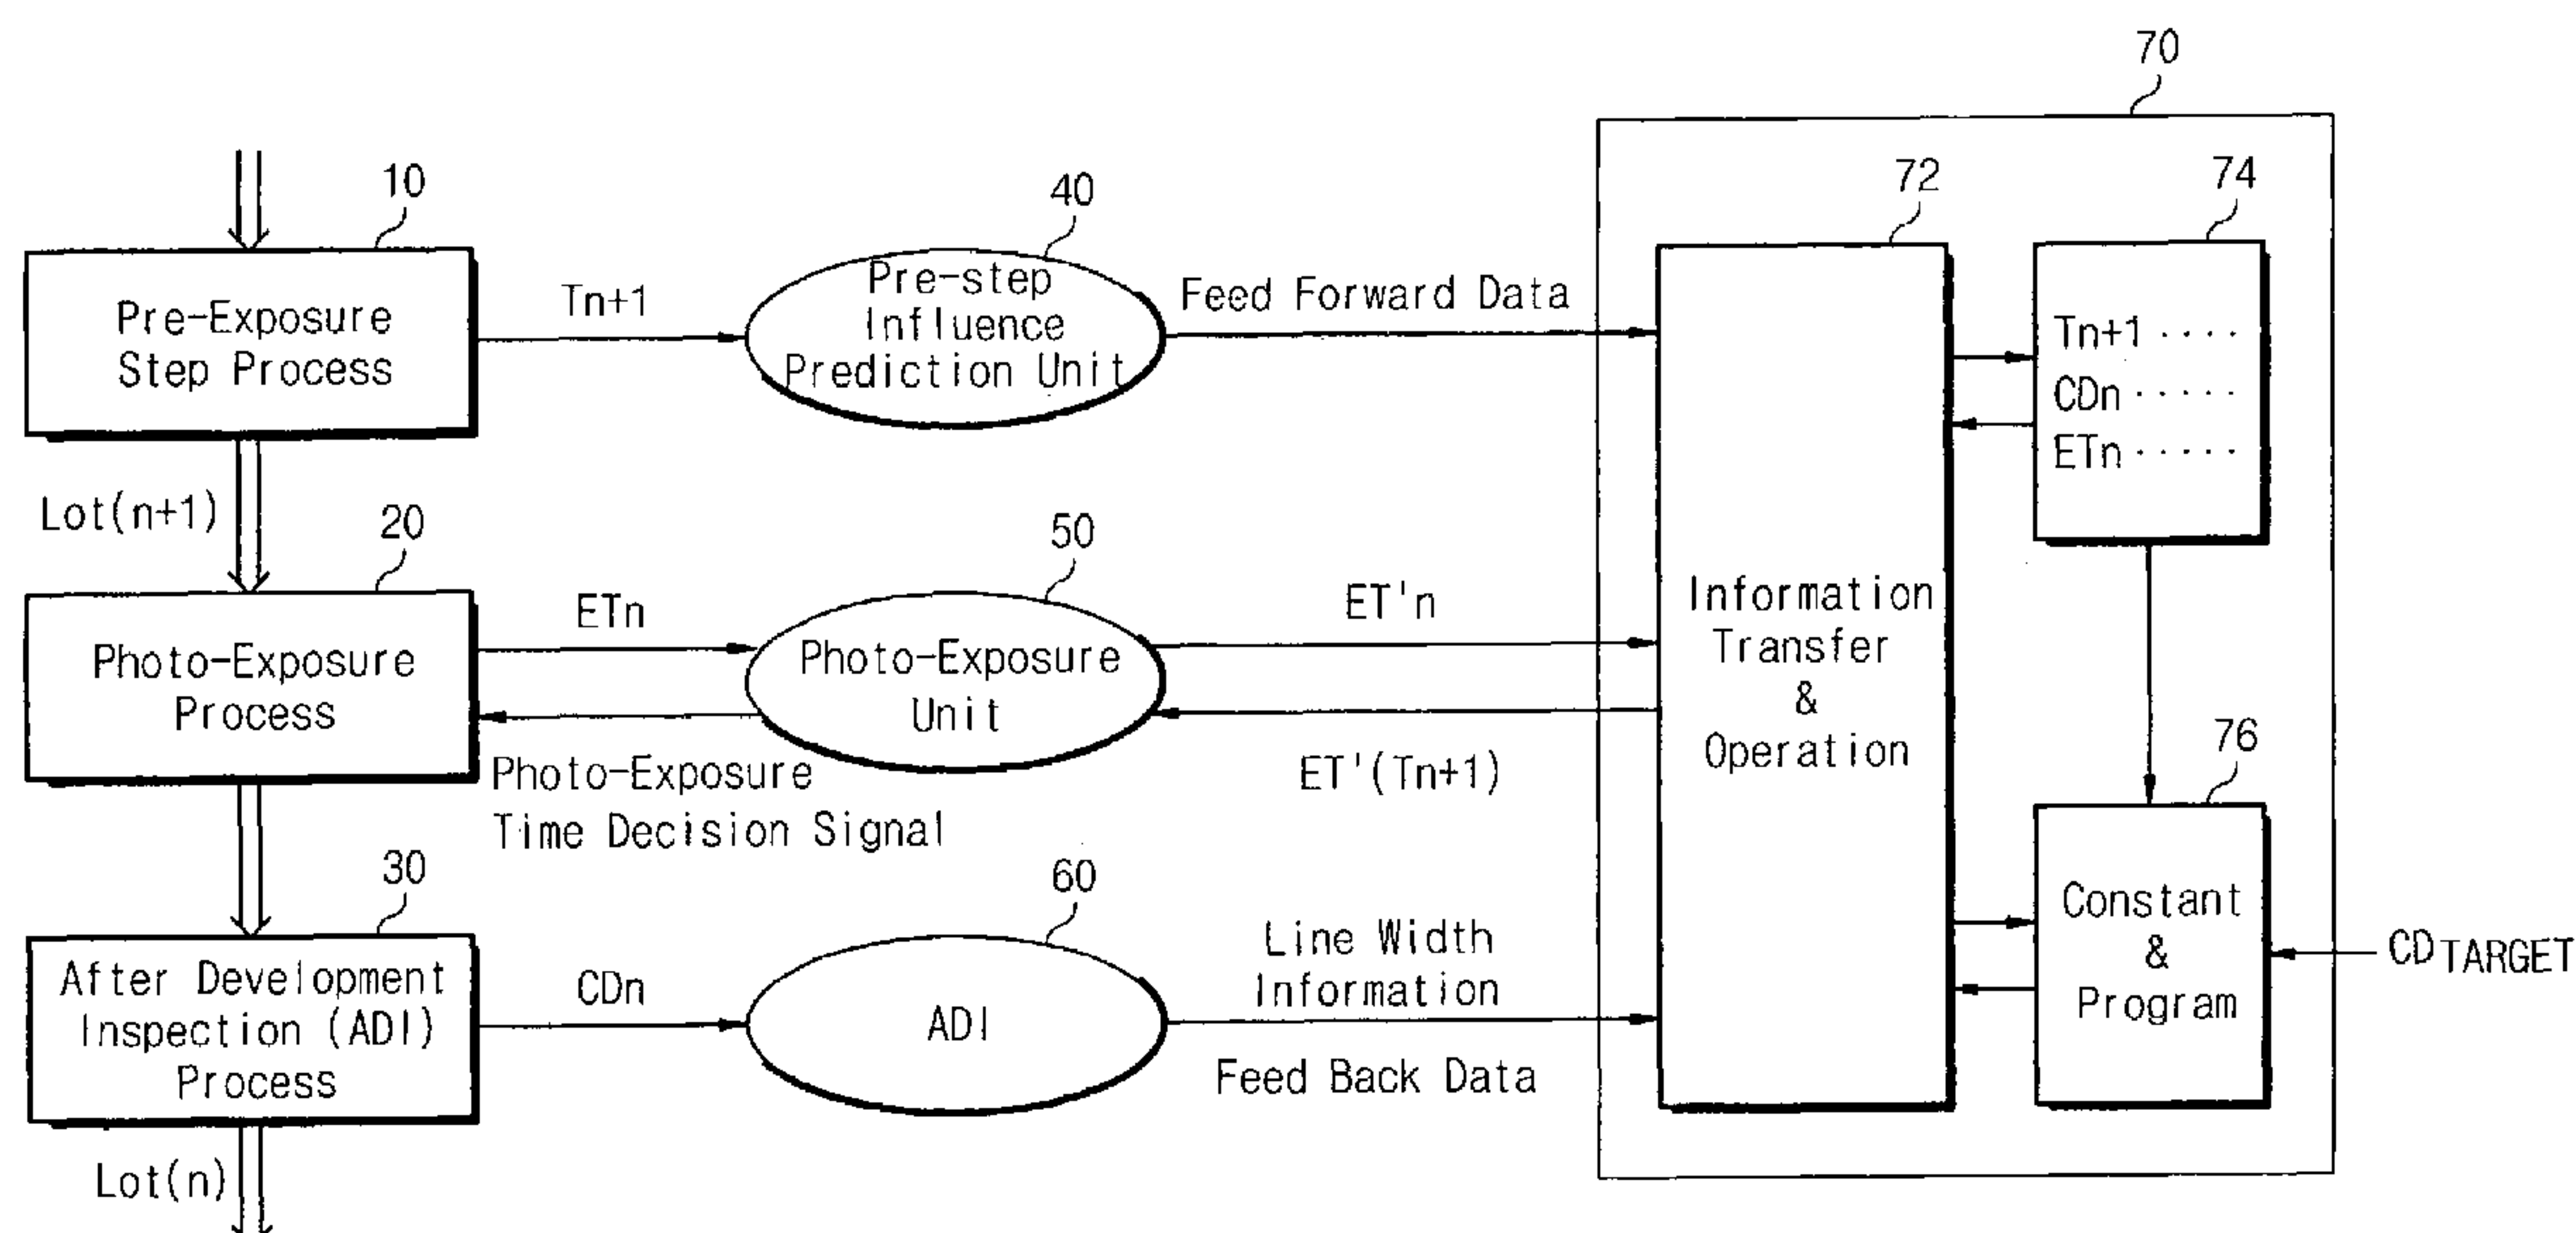 70
10
40
72
74
Pre-Exposure
Step Process
Tn+1
Pre-step
Influence
Prediction Unit
Feed Forward Data
Tn+1 ····
CDn ·····
ETn ·····
Lot(n+1)
20
50
Photo-Exposure
Process
ETn
Photo-Exposure
Unit
ET'n
ET'(Tn+1)
Photo-Exposure
Time Decision Signal
Information
Transfer
&
Operation
76
30
60
After Development
Inspection (ADI)
Process
CDn
ADI
Line Width
Information
Feed Back Data
Constant
&
Program
CD TARGET
Lot(n)